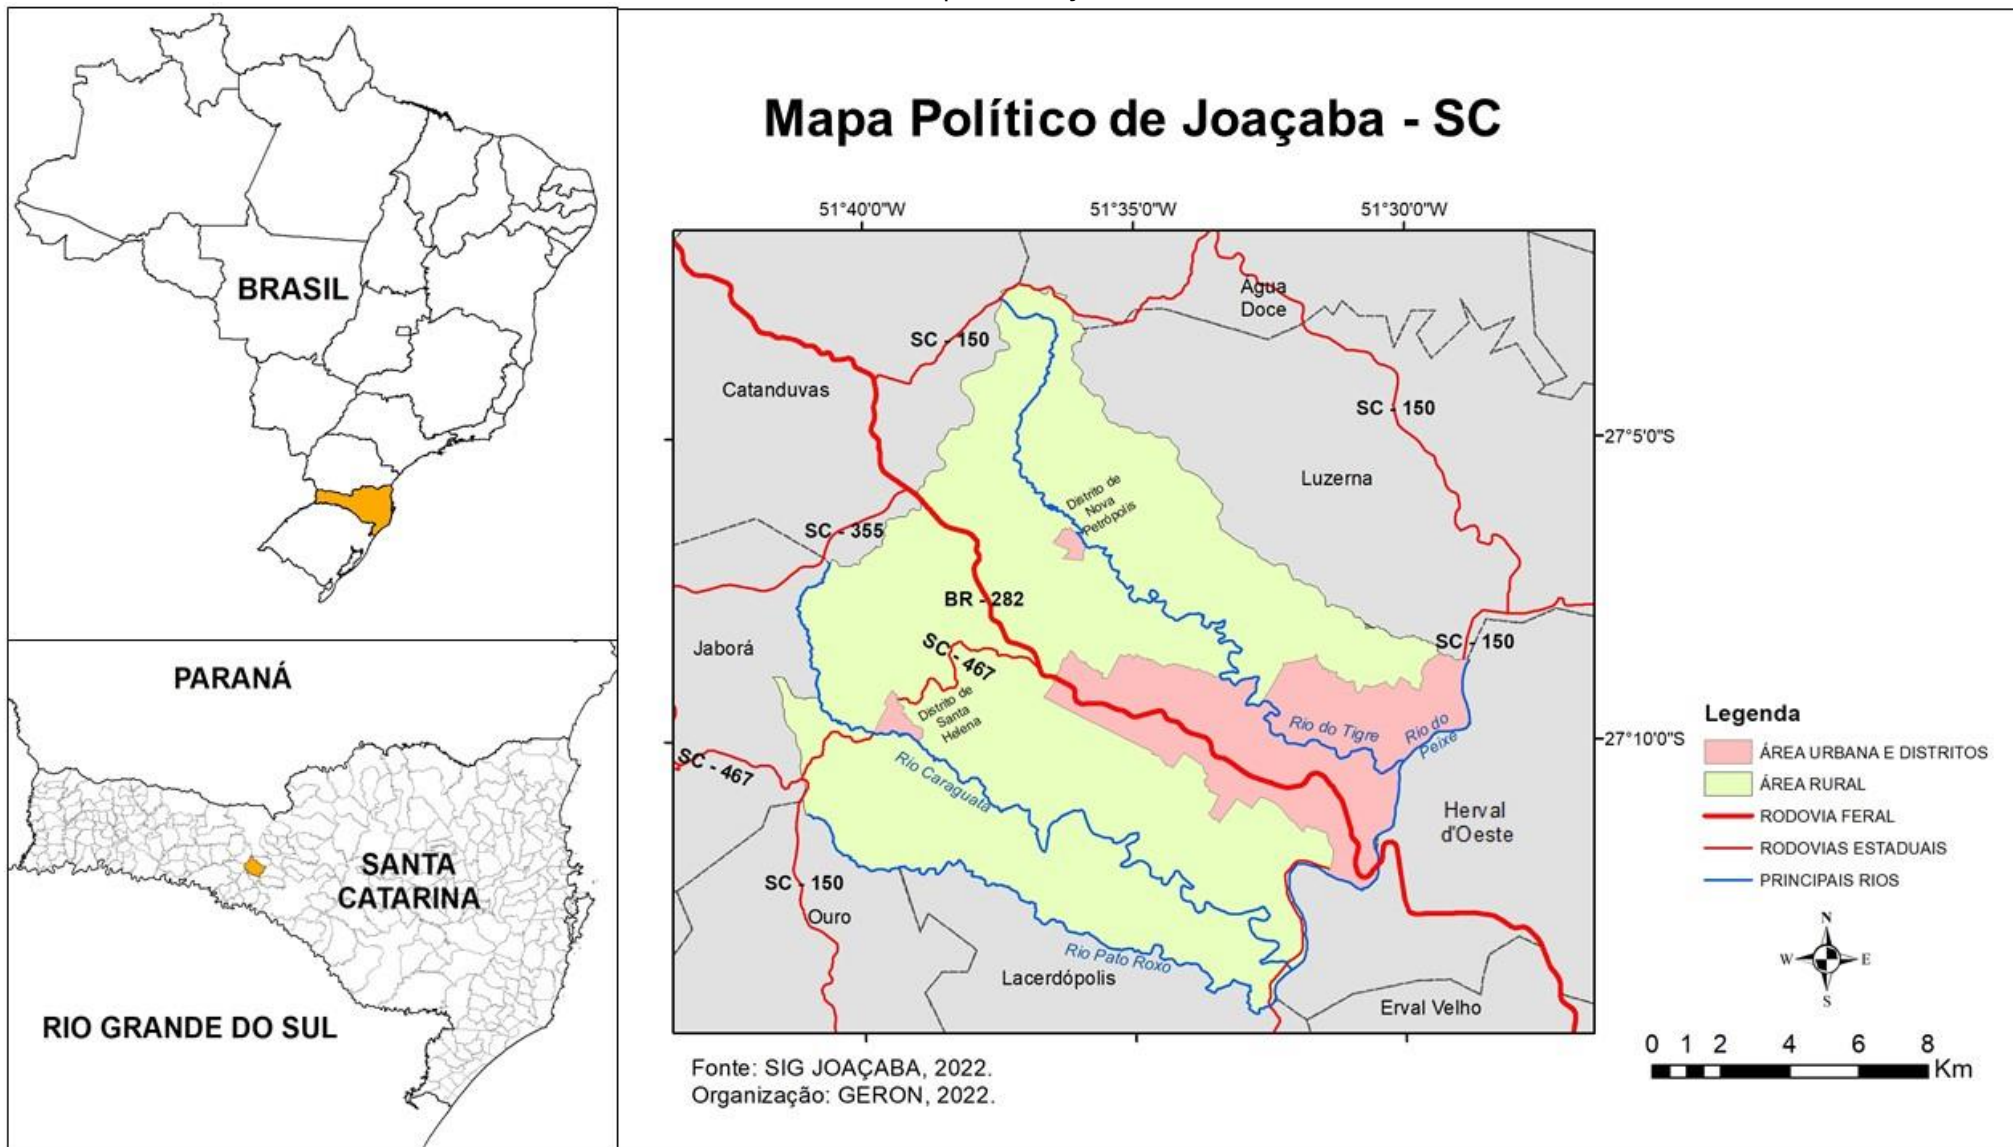 BRASIL
PARANÁ
SANTA
CATARINA
RIO GRANDE DO SUL
Mapa Político de Joaçaba - SC
51°40'0"W
51°35'0"W
51°30'0"W
Agua
Doce
SC - 150
Catanduvas
SC - 150
27°5'0"S
Luzerna
Distrito de
Nova
Petrópolis
SC - 355
BR - 282
SC - 150
Jaborá
SC - 467
Distrito de
Santa
Helena
Rio do Tigre
Rio do
Peixe
27°10'0"S
SC - 467
Rio Caraguata
Herval
d'Oeste
SC - 150
Ouro
Rio Pato Roxo
Lacerdópolis
Erval Velho
Legenda
ÁREA URBANA E DISTRITOS
ÁREA RURAL
RODOVIA FERAL
RODOVIAS ESTADUAIS
PRINCIPAIS RIOS
N
W
E
S
0 1 2 4 6 8
Km
Fonte: SIG JOAÇABA, 2022.
Organização: GERON, 2022.